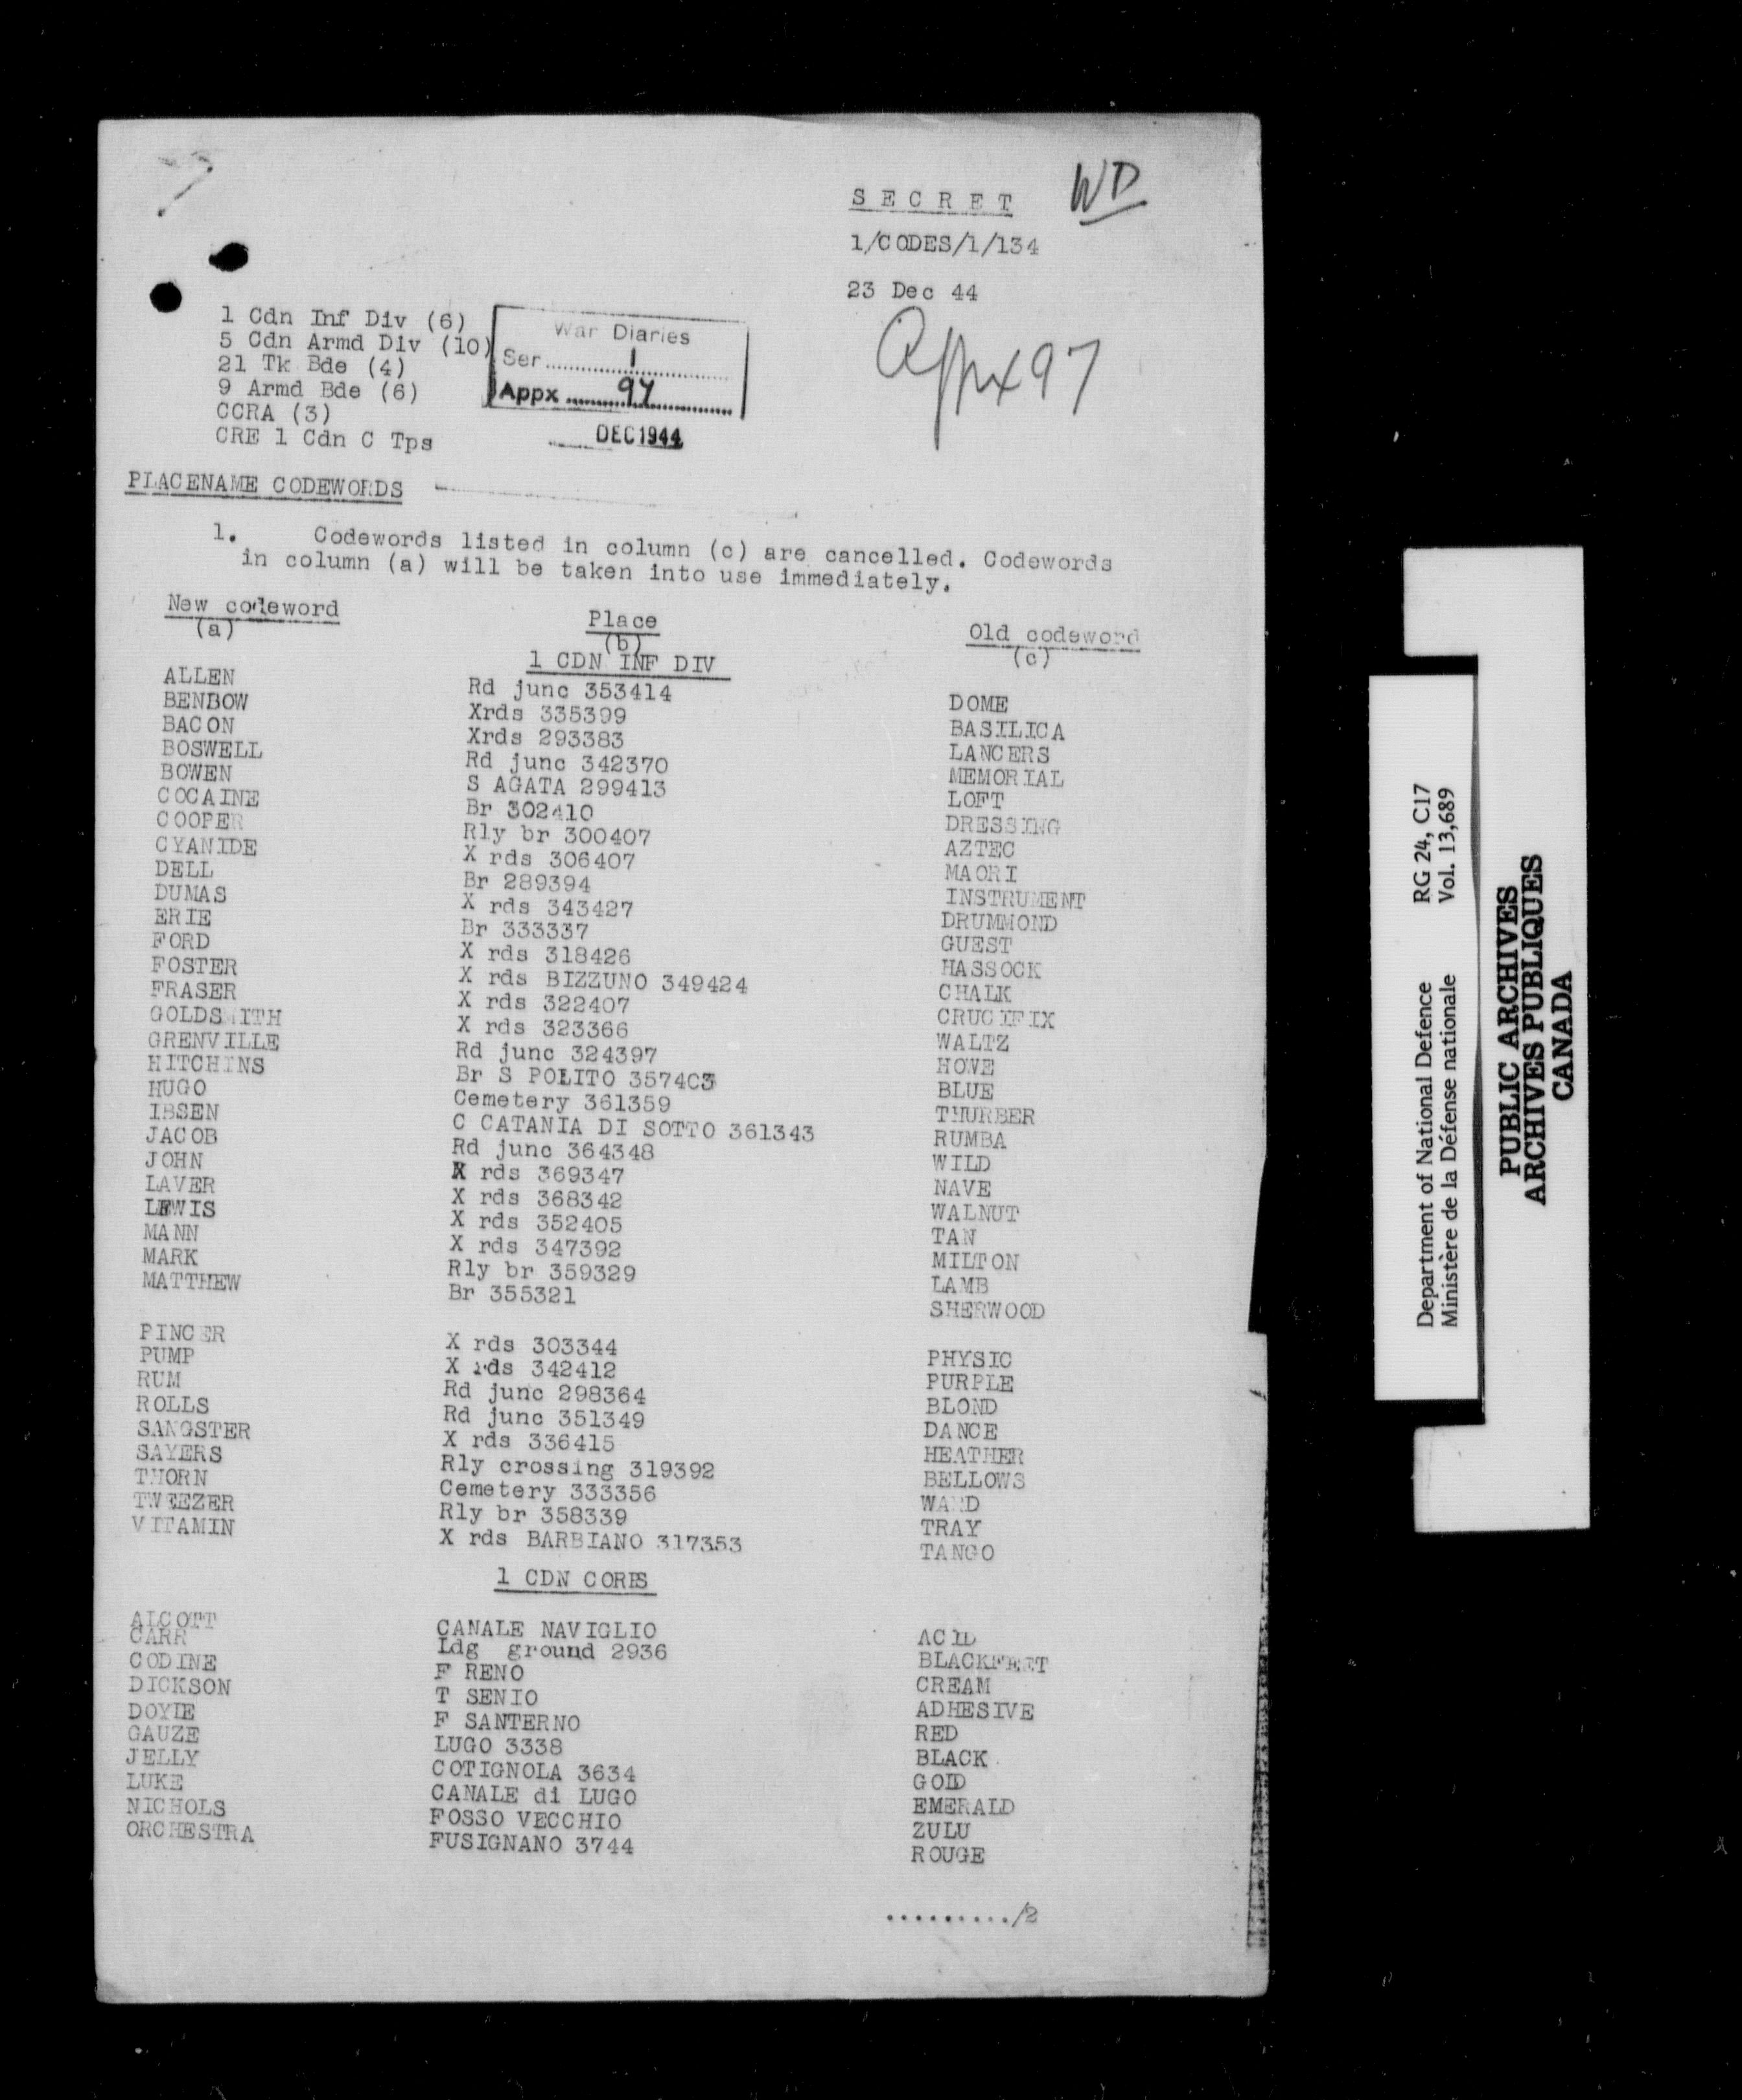 SECRET WD
1/CODES/1/134
23 Dec 44
Appx 97
1 Cdn Inf Div (6)
5 Cdn Armd Div (10)
21 Tk Bde (4)
9 Armd Bde (6)
CCRA (3)
CRE 1 Cdn C Tps
War Diaries
Ser 1
Appx 97
DEC 1944
PLACENAME CODEWORDS
1. Codewords listed in column (c) are cancelled. Codewords
in column (a) will be taken into use immediately.
New codeword Place Old codeword
(a) (b) (c)
1 CDN INF DIV
ALLEN Rd junc 353414 DOME
BENBOW Xrds 335399 BASILICA
BACON Xrds 293383 LANCERS
BOSWELL Rd junc 342370 MEMORIAL
BOWEN S AGATA 299413 LOFT
COCAINE Br 302410 DRESSING
COOPER Rly br 300407 AZTEC
CYANIDE X rds 306407 MAORI
DELL Br 289394 INSTRUMENT
DUMAS X rds 343427 DRUMMOND
ERIE Br 333337 GUEST
FORD X rds 318426 HASSOCK
FOSTER X rds BIZZUNO 349424 CHALK
FRASER X rds 322407 CRUCIFIX
GOLDSMITH X rds 323366 WALTZ
GRENVILLE Rd junc 324397 HOWE
HITCHINS Br S POLITO 357403 BLUE
HUGO Cemetery 361359 THURBER
IBSEN C CATANIA DI SOTTO 361343 RUMBA
JACOB Rd junc 364348 WILD
JOHN X rds 369347 NAVE
LAVER X rds 368342 WALNUT
LEWIS X rds 352405 TAN
MANN X rds 347392 MILTON
MARK Rly br 359329 LAMB
MATTHEW Br 355321 SHERWOOD
PINCER X rds 303344 PHYSIC
PUMP X rds 342412 PURPLE
RUM Rd junc 298364 BLOND
ROLLS Rd junc 351349 DANCE
SANGSTER X rds 336415 HEATHER
SAYERS Rly crossing 319392 BELLOWS
THORN Cemetery 333356 WARD
TWEEZER Rly br 358339 TRAY
VITAMIN X rds BARBIANO 317353 TANGO
1 CDN CORPS
ALCOTT CANALE NAVIGLIO ACID
CARR Ldg ground 2936 BLACKFEET
CODINE F RENO CREAM
DICKSON T SENIO ADHESIVE
DOYLE F SANTERNO RED
GAUZE LUGO 3338 BLACK
JELLY COTIGNOLA 3634 GOLD
LUKE CANALE di LUGO EMERALD
NICHOLS FOSSO VECCHIO ZULU
ORCHESTRA FUSIGNANO 3744 ROUGE
........./2
Department of National Defence RG 24, C17
Ministère de la Défense nationale Vol. 13,689
PUBLIC ARCHIVES
ARCHIVES PUBLIQUES
CANADA